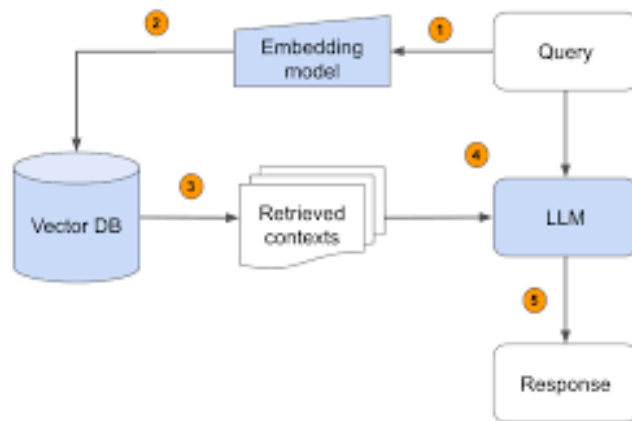 2
1
Embedding
model
Query
4
3
Vector DB
Retrieved
contexts
LLM
5
Response